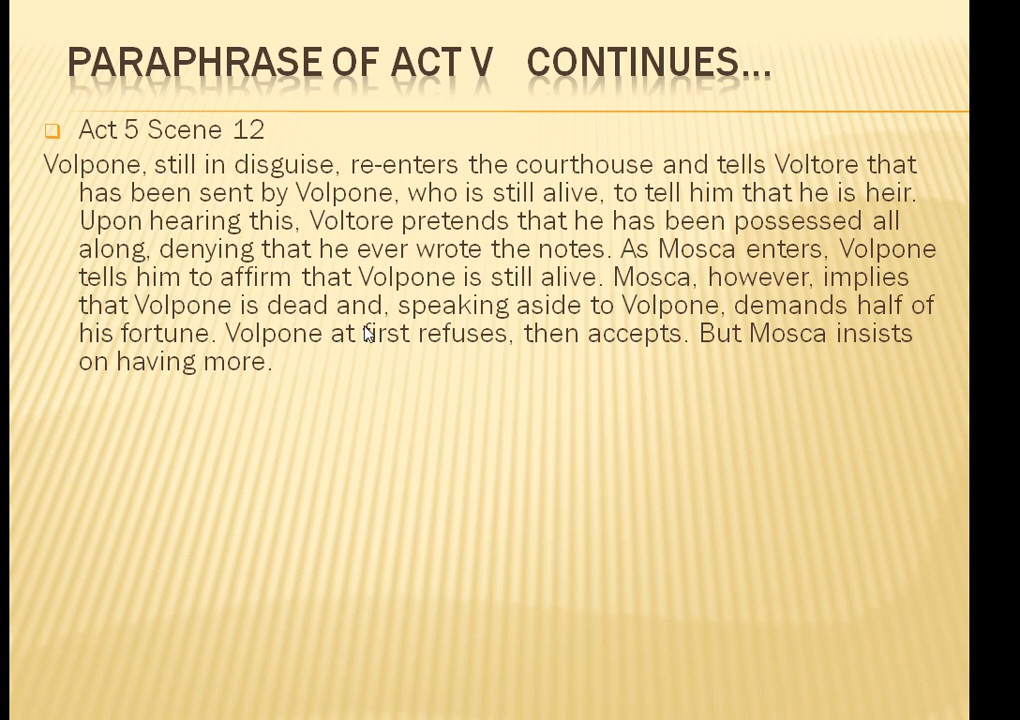 PARAPHRASE OF ACT V CONTINUES...
Act 5 Scene 12
Volpone, still in disguise, re-enters the courthouse and tells Voltore that
has been sent by Volpone, who is still alive, to tell him that he is heir.
Upon hearing this, Voltore pretends that he has been possessed all
along, denying that he ever wrote the notes. As Mosca enters, Volpone
tells him to affirm that Volpone is still alive. Mosca, however, implies
that Volpone is dead and, speaking aside to Volpone, demands half of
his fortune. Volpone at first refuses, then accepts. But Mosca insists
on having more.